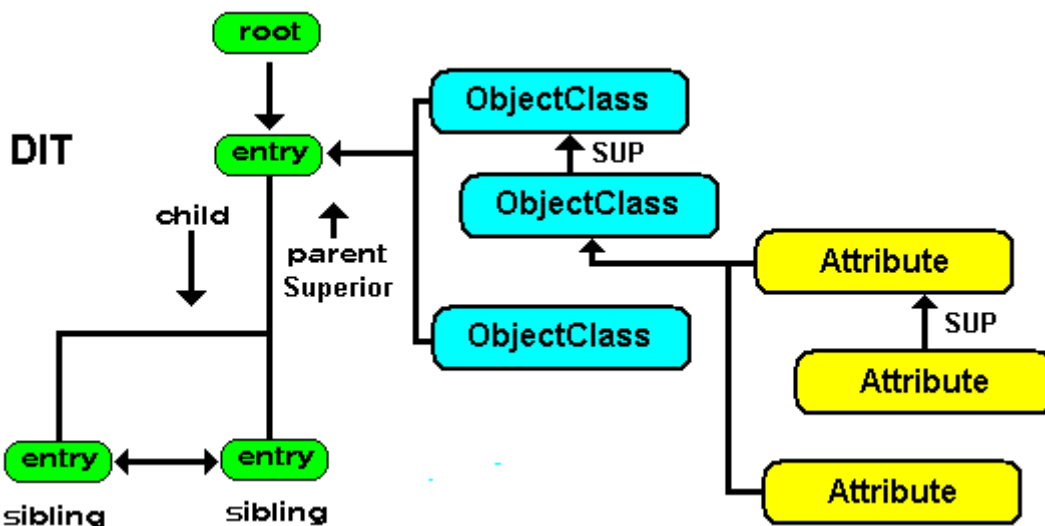 root
ObjectClass
DIT
entry
SUP
ObjectClass
child
parent
Superior
Attribute
ObjectClass
SUP
Attribute
entry
entry
Attribute
sibling
sibling